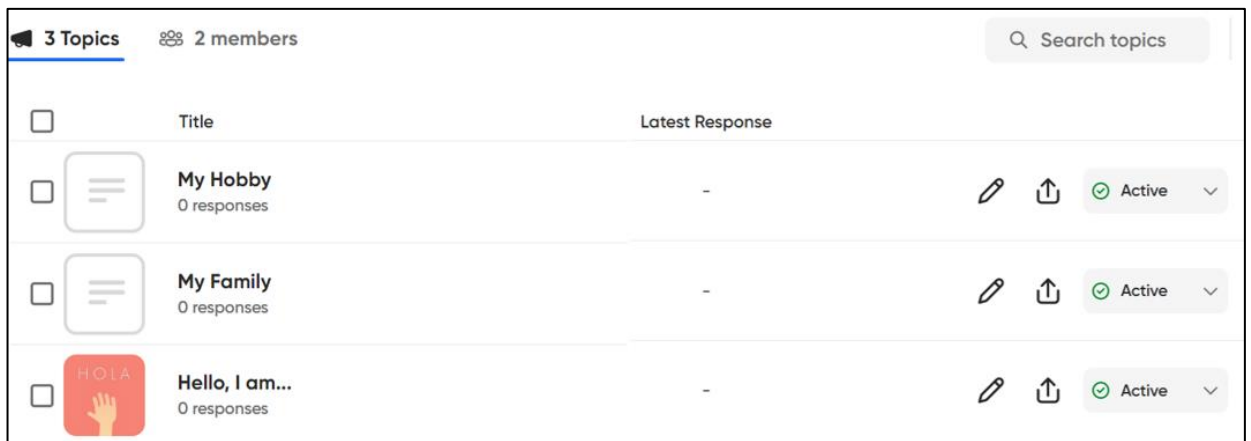 3 Topics 2 members Search topics
Title Latest Response
My Hobby
0 responses
-
Active
My Family
0 responses
-
Active
HOLA
Hello, I am...
0 responses
-
Active